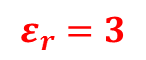 εᵣ = 3